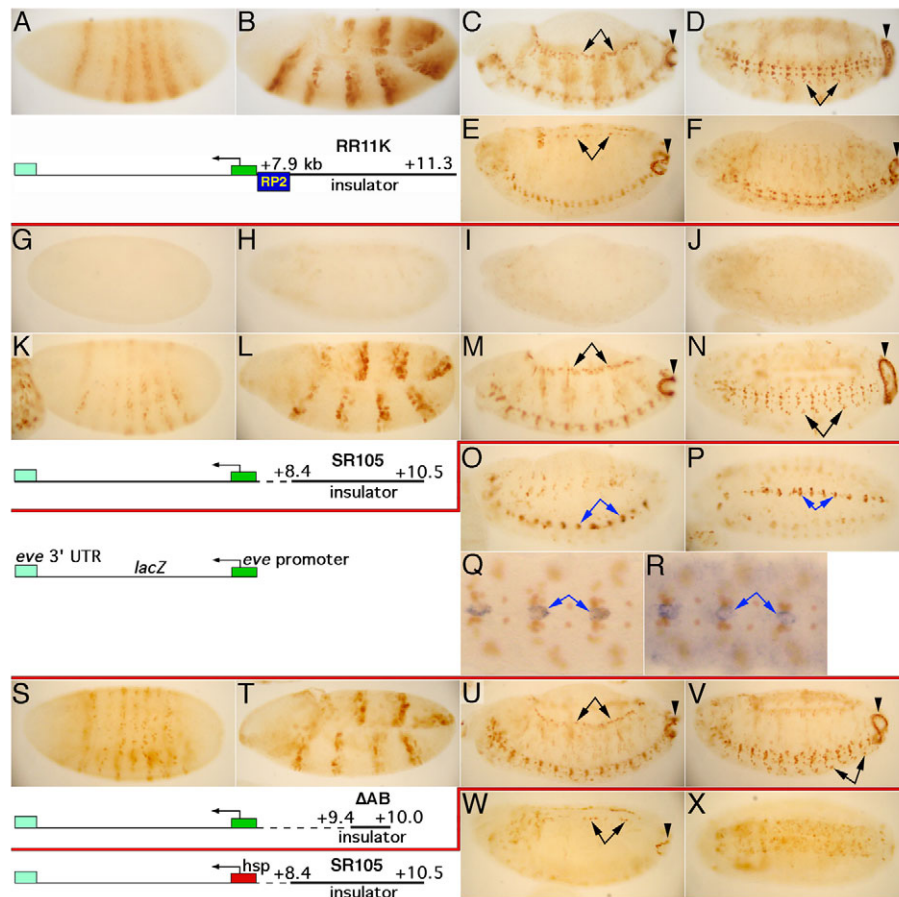 A B C D
E F
RR11K
+7.9 kb +11.3
RP2 insulator
G H I J
K L M N
SR105
+8.4 +10.5
insulator
O P
eve 3' UTR lacZ eve promoter
Q R
S T U V
ΔAB
+9.4 +10.0
insulator
W X
hsp SR105
+8.4 +10.5
insulator